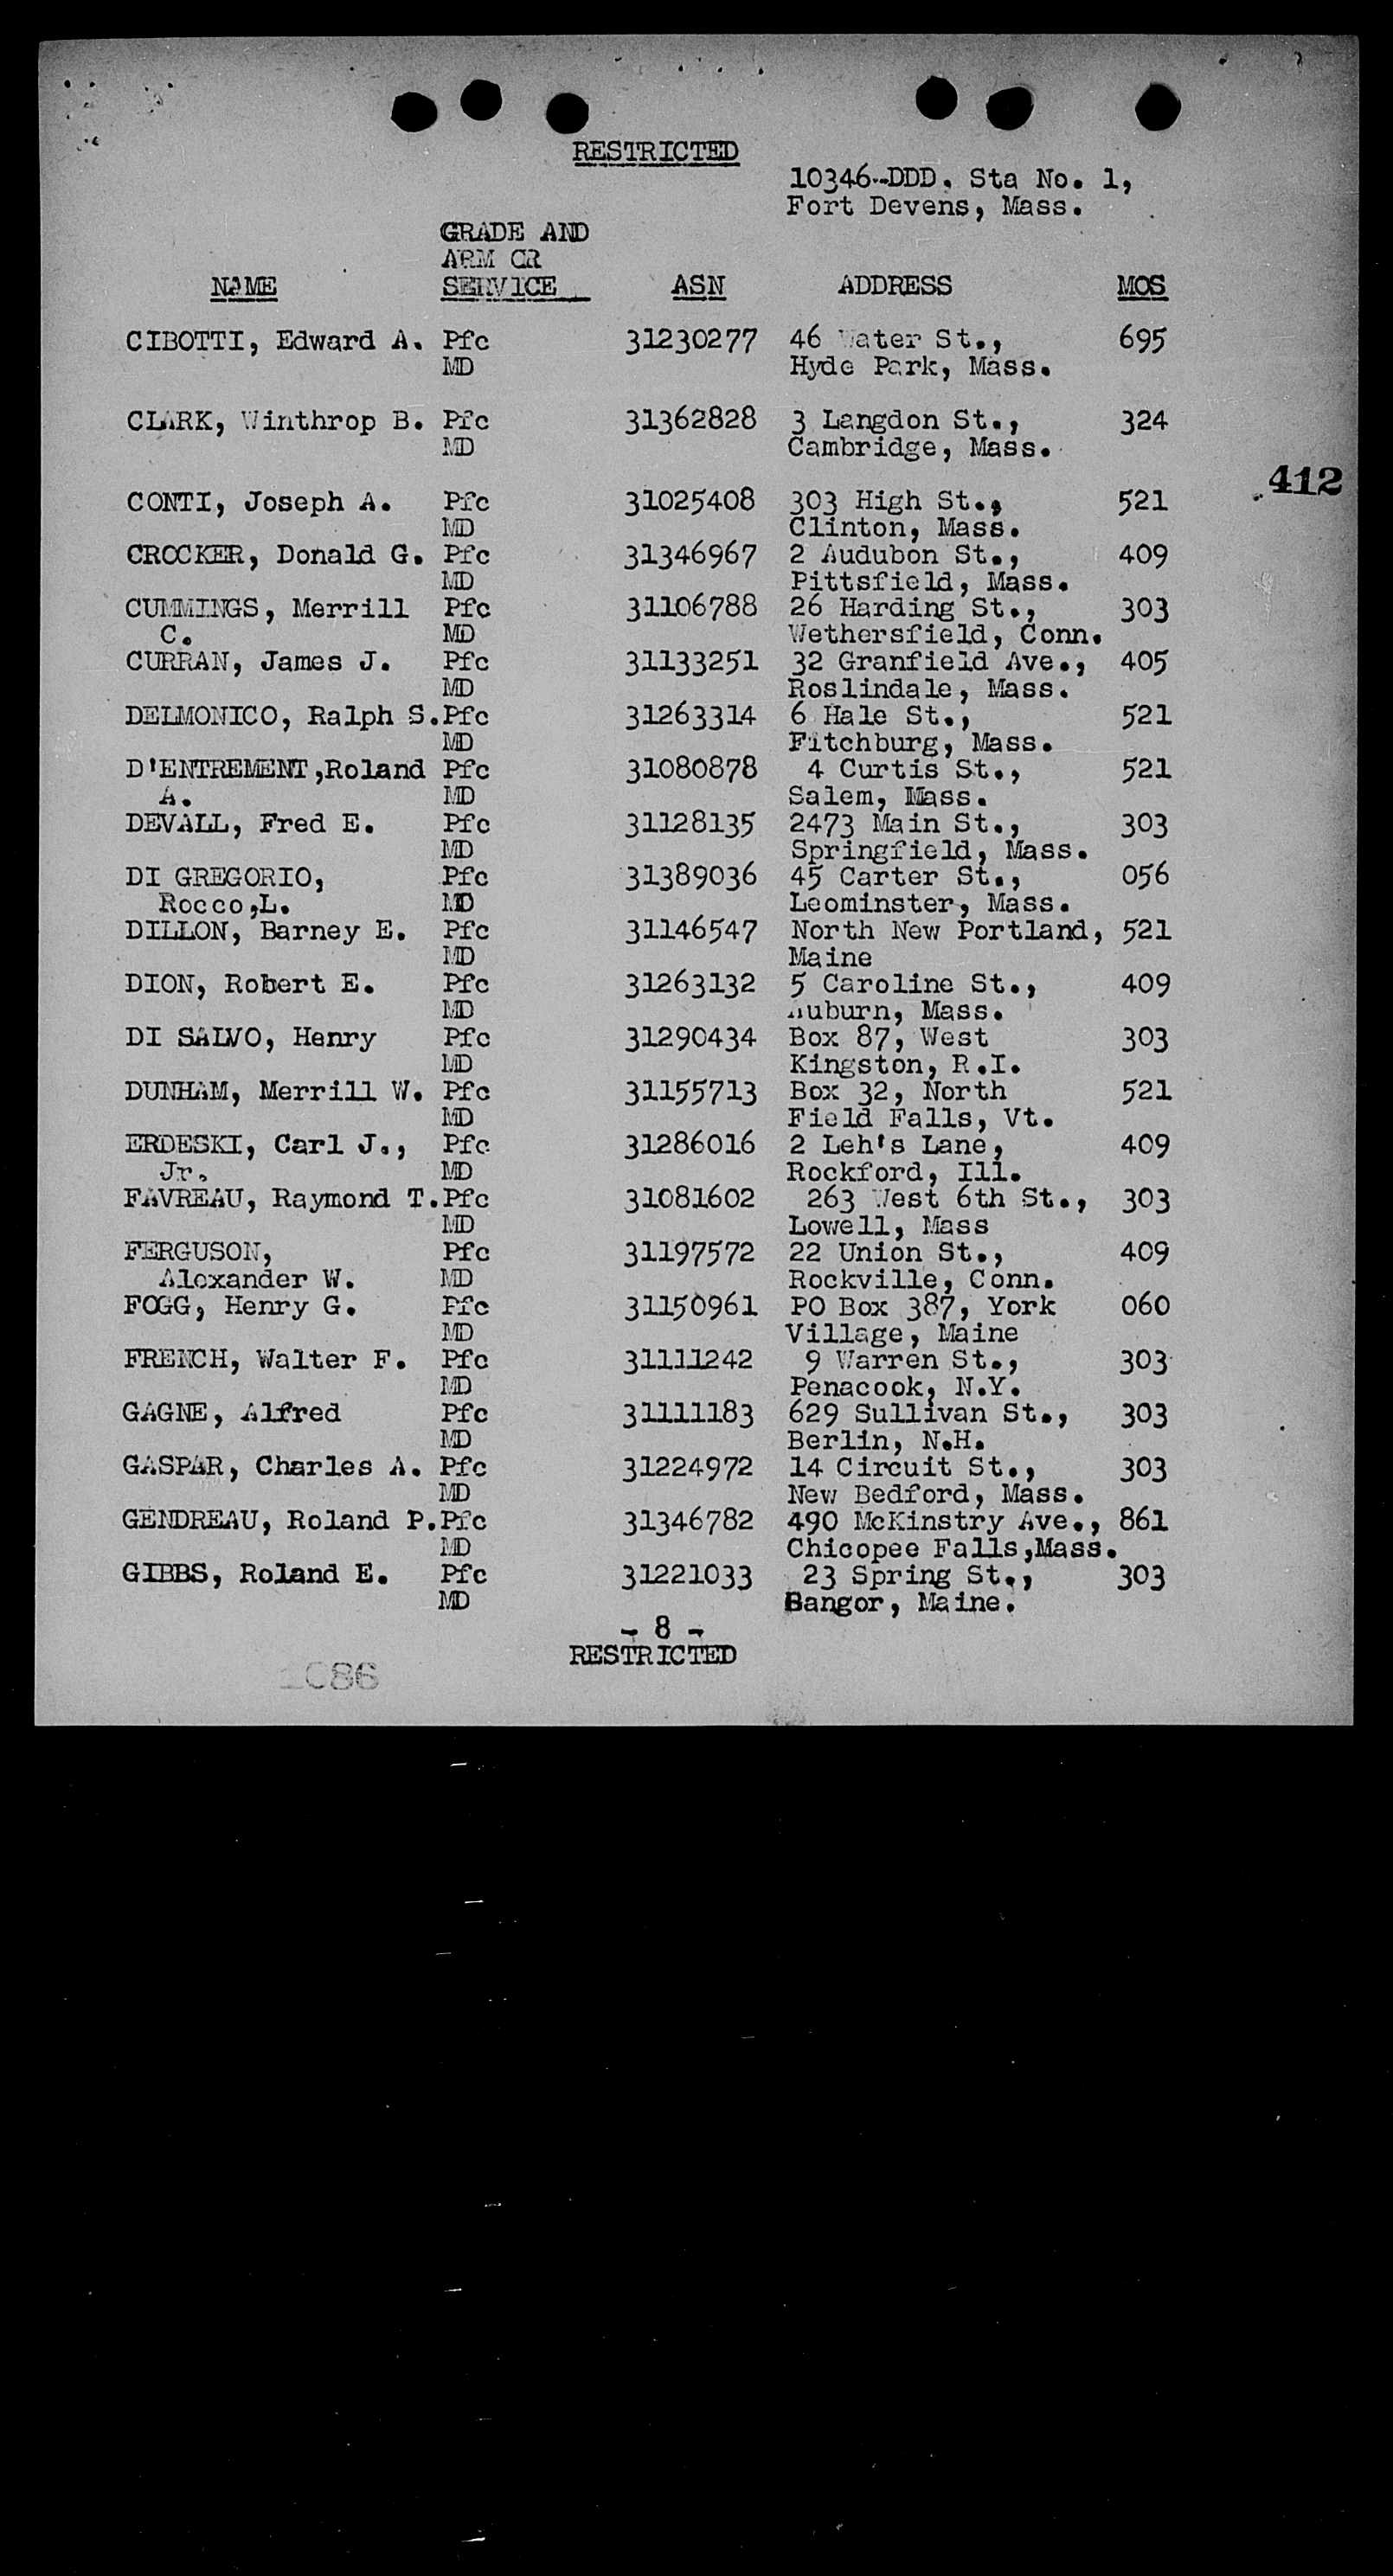 RESTRICTED
10346--DDD. Sta No. 1,
Fort Devens, Mass.
GRADE AND
ARM OR
NAME SERVICE ASN ADDRESS MOS
CIBOTTI, Edward A. Pfc 31230277 46 Water St., 695
MD Hyde Park, Mass.
CLARK, Winthrop B. Pfc 31362828 3 Langdon St., 324
MD Cambridge, Mass.
412
CONTI, Joseph A. Pfc 31025408 303 High St., 521
MD Clinton, Mass.
CROCKER, Donald G. Pfc 31346967 2 Audubon St., 409
MD Pittsfield, Mass.
CUMMINGS, Merrill Pfc 31106788 26 Harding St., 303
C. MD Wethersfield, Conn.
CURRAN, James J. Pfc 31133251 32 Granfield Ave., 405
MD Roslindale, Mass.
DELMONICO, Ralph S. Pfc 31263314 6 Hale St., 521
MD Fitchburg, Mass.
D'ENTREMENT,Roland Pfc 31080878 4 Curtis St., 521
A. MD Salem, Mass.
DEVALL, Fred E. Pfc 31128135 2473 Main St., 303
MD Springfield, Mass.
DI GREGORIO, Pfc 31389036 45 Carter St., 056
Rocco,L. MD Leominster, Mass.
DILLON, Barney E. Pfc 31146547 North New Portland, 521
MD Maine
DION, Robert E. Pfc 31263132 5 Caroline St., 409
MD Auburn, Mass.
DI SALVO, Henry Pfc 31290434 Box 87, West 303
MD Kingston, R.I.
DUNHAM, Merrill W. Pfc 31155713 Box 32, North 521
MD Field Falls, Vt.
ERDESKI, Carl J., Pfc 31286016 2 Leh's Lane, 409
Jr. MD Rockford, Ill.
FAVREAU, Raymond T. Pfc 31081602 263 West 6th St., 303
MD Lowell, Mass
FERGUSON, Pfc 31197572 22 Union St., 409
Alexander W. MD Rockville, Conn.
FOGG, Henry G. Pfc 31150961 PO Box 387, York 060
MD Village, Maine
FRENCH, Walter F. Pfc 31111242 9 Warren St., 303
MD Penacook, N.Y.
GAGNE, Alfred Pfc 31111183 629 Sullivan St., 303
MD Berlin, N.H.
GASPAR, Charles A. Pfc 31224972 14 Circuit St., 303
MD New Bedford, Mass.
GENDREAU, Roland P. Pfc 31346782 490 McKinstry Ave., 861
MD Chicopee Falls,Mass.
GIBBS, Roland E. Pfc 31221033 23 Spring St., 303
MD Bangor, Maine.
- 8 -
RESTRICTED
1086